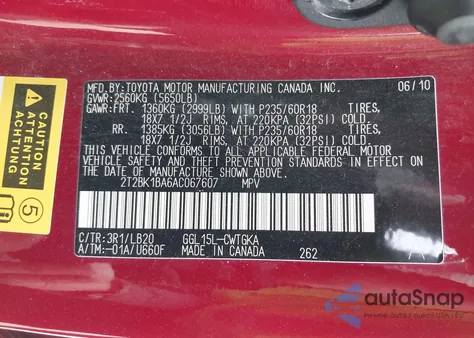 MFD. BY: TOYOTA MOTOR MANUFACTURING CANADA INC. 06/10
GVWR: 2560KG (5650LB)
GAWR: FRT. 1360KG (2999LB) WITH P235/60R18 TIRES,
18X7 1/2J RIMS, AT 220KPA (32PSI) COLD.
RR. 1385KG (3056LB) WITH P235/60R18 TIRES,
18X7 1/2J RIMS, AT 220KPA (32PSI) COLD.
THIS VEHICLE CONFORMS TO ALL APPLICABLE FEDERAL MOTOR
VEHICLE SAFETY AND THEFT PREVENTION STANDARDS IN EFFECT
ON THE DATE OF MANUFACTURE SHOWN ABOVE.
2T2BK1BA6AC067607 MPV
C/TR: 3R1/LB20 GGL15L-CWTGKA
A/TM: -01A/U660F MADE IN CANADA 262
ACHTUNG
5
autoSnap